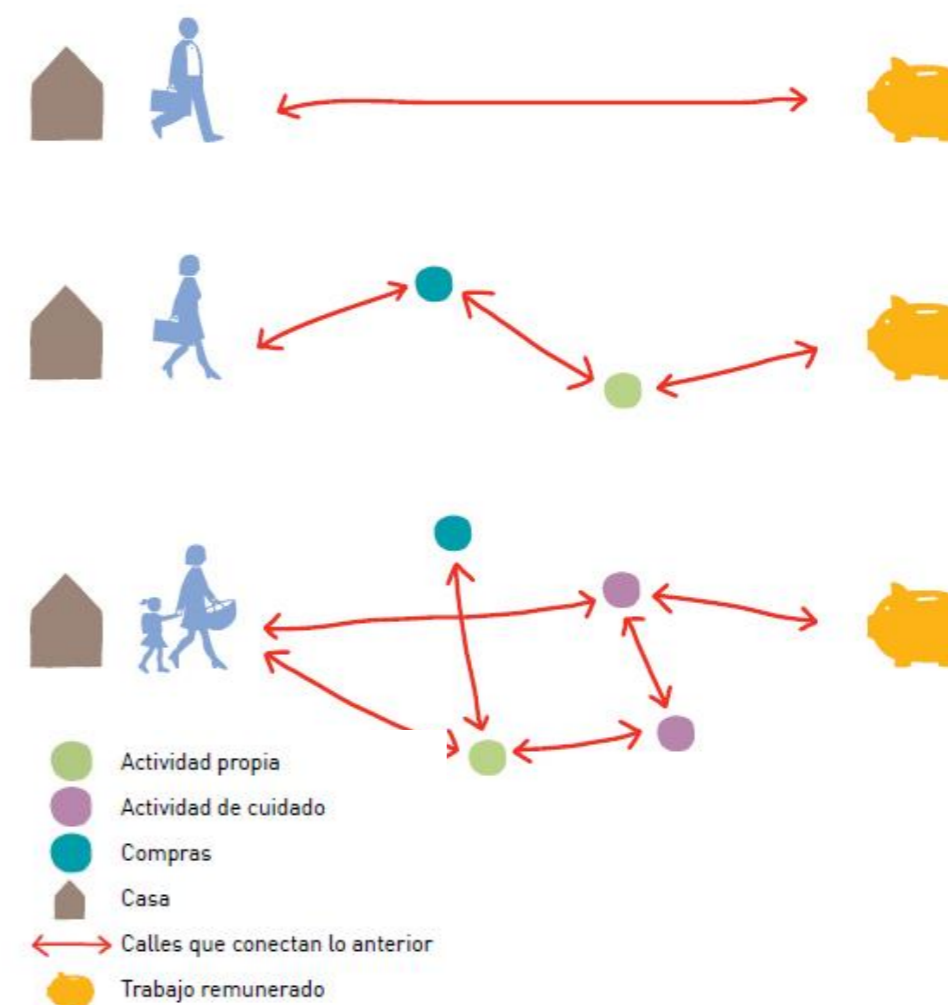 Actividad propia
Actividad de cuidado
Compras
Casa
Calles que conectan lo anterior
Trabajo remunerado